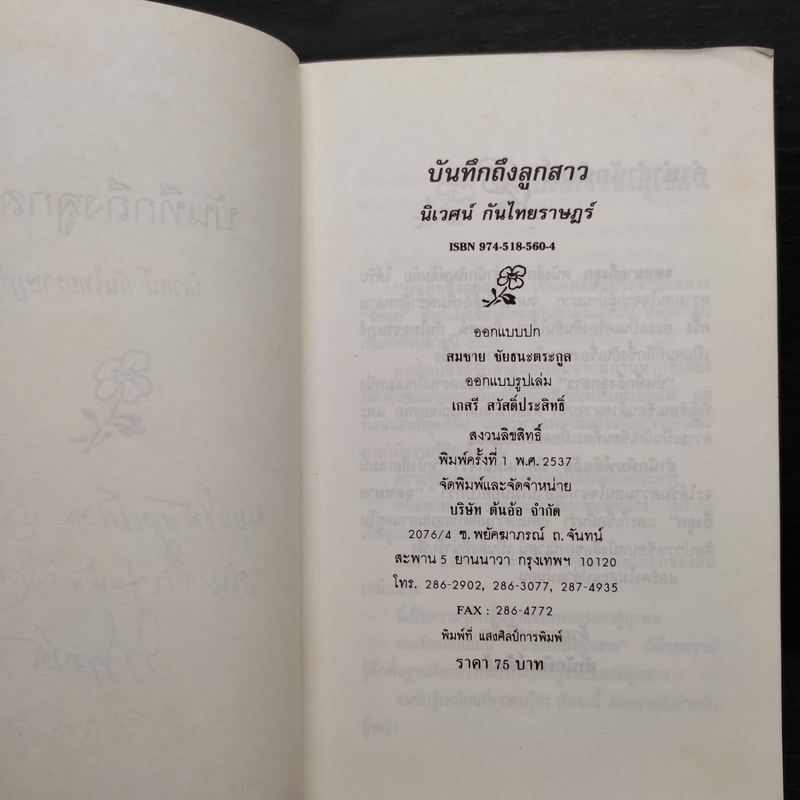 บันทึกถึงลูกสาว
นิเวศน์ กันไทยราษฎร์
ISBN 974-518-560-4
ออกแบบปก
สมชาย ชัยธนะตระกูล
ออกแบบรูปเล่ม
เกสรี สวัสดิ์ประสิทธิ์
สงวนลิขสิทธิ์
พิมพ์ครั้งที่ 1 พ.ศ. 2537
จัดพิมพ์และจัดจำหน่าย
บริษัท ต้นอ้อ จำกัด
2076/4 ซ. พยัคฆาภรณ์ ถ. จันทน์
สะพาน 5 ยานนาวา กรุงเทพฯ 10120
โทร. 286-2902, 286-3077, 287-4935
FAX : 286-4772
พิมพ์ที่ แสงศิลป์การพิมพ์
ราคา 75 บาท